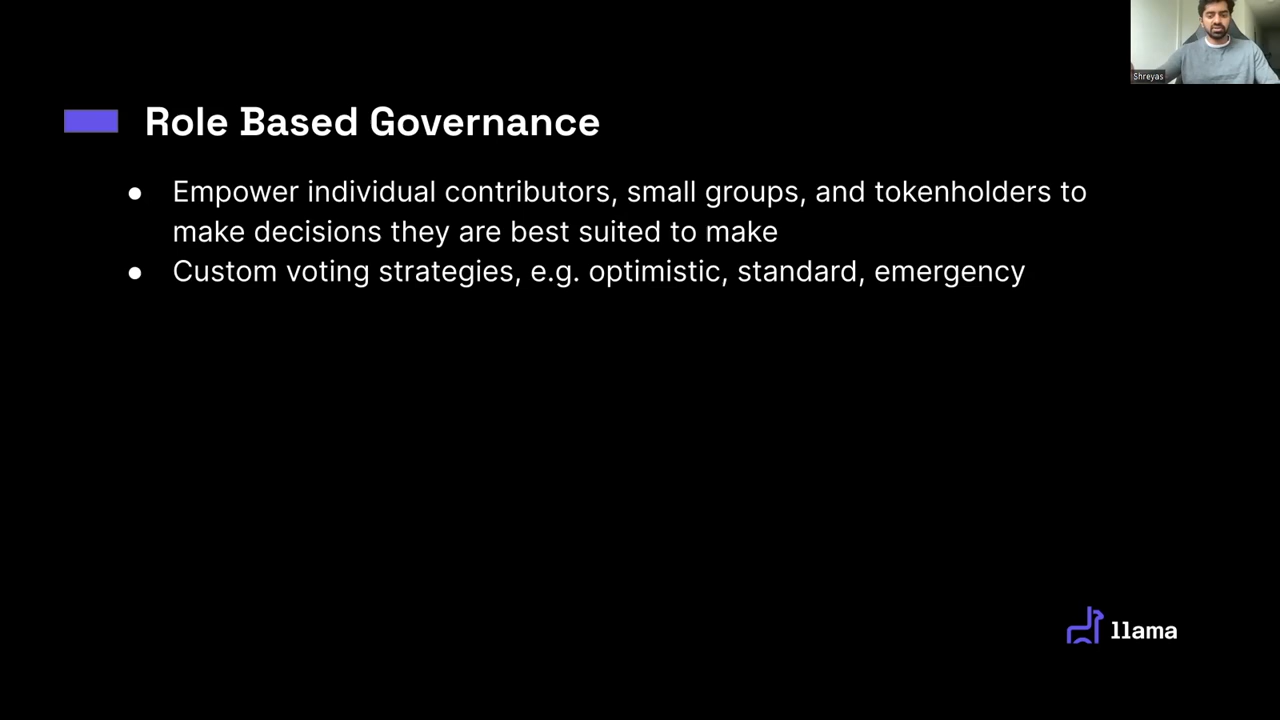 Shreyas
Role Based Governance
● Empower individual contributors, small groups, and tokenholders to
make decisions they are best suited to make
● Custom voting strategies, e.g. optimistic, standard, emergency
llama